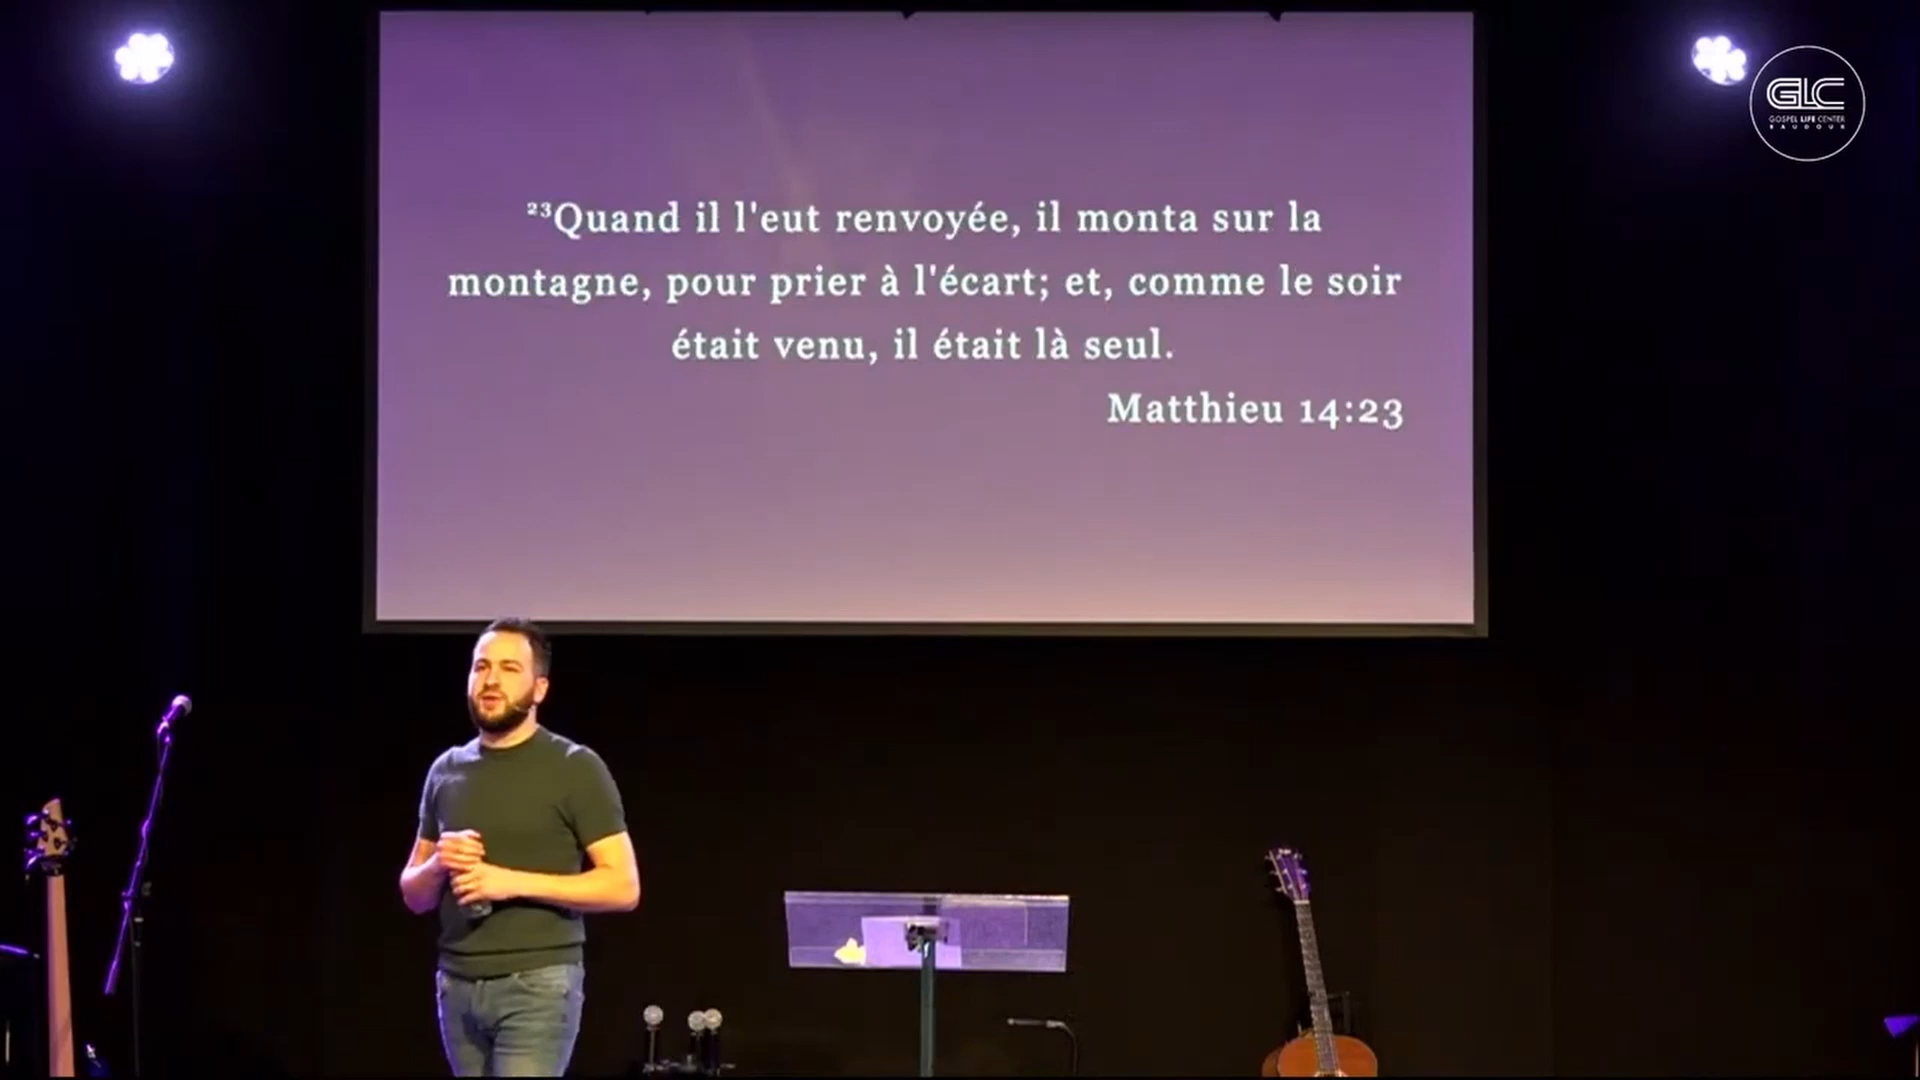 ²³Quand il l'eut renvoyée, il monta sur la
montagne, pour prier à l'écart; et, comme le soir
était venu, il était là seul.
Matthieu 14:23
GLC
GOSPEL LIFE CENTER
BAUDOUR